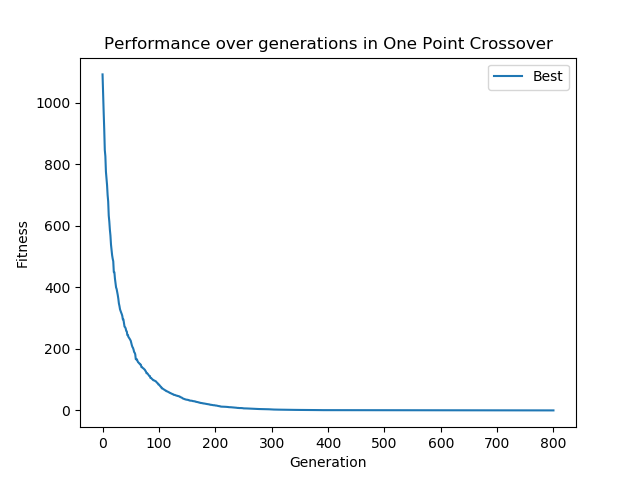 Performance over generations in One Point Crossover
Best
Fitness
1000
800
600
400
200
0
0 100 200 300 400 500 600 700 800
Generation